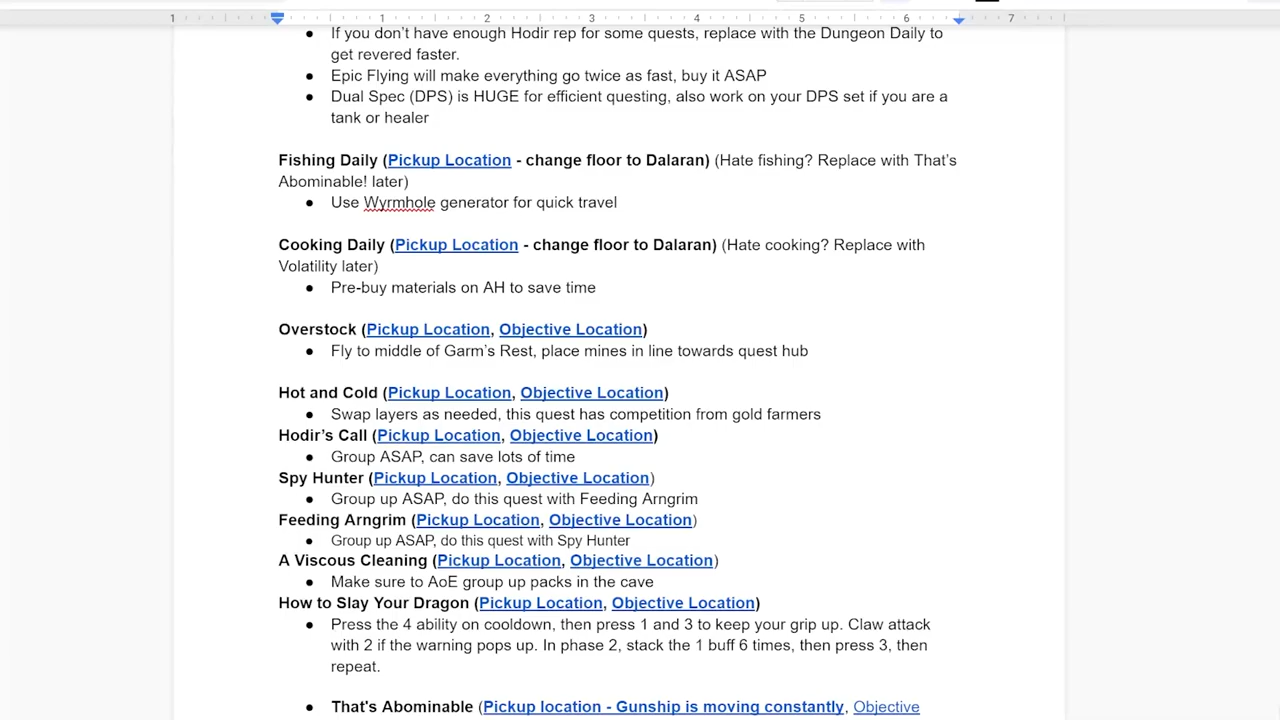 1 1 2 3 4 5 6 7
If you don’t have enough Hodir rep for some quests, replace with the Dungeon Daily to
get revered faster.
Epic Flying will make everything go twice as fast, buy it ASAP
Dual Spec (DPS) is HUGE for efficient questing, also work on your DPS set if you are a
tank or healer
Fishing Daily (Pickup Location - change floor to Dalaran) (Hate fishing? Replace with That’s
Abominable! later)
Use Wyrmhole generator for quick travel
Cooking Daily (Pickup Location - change floor to Dalaran) (Hate cooking? Replace with
Volatility later)
Pre-buy materials on AH to save time
Overstock (Pickup Location, Objective Location)
Fly to middle of Garm’s Rest, place mines in line towards quest hub
Hot and Cold (Pickup Location, Objective Location)
Swap layers as needed, this quest has competition from gold farmers
Hodir’s Call (Pickup Location, Objective Location)
Group ASAP, can save lots of time
Spy Hunter (Pickup Location, Objective Location)
Group up ASAP, do this quest with Feeding Arngrim
Feeding Arngrim (Pickup Location, Objective Location)
Group up ASAP, do this quest with Spy Hunter
A Viscous Cleaning (Pickup Location, Objective Location)
Make sure to AoE group up packs in the cave
How to Slay Your Dragon (Pickup Location, Objective Location)
Press the 4 ability on cooldown, then press 1 and 3 to keep your grip up. Claw attack
with 2 if the warning pops up. In phase 2, stack the 1 buff 6 times, then press 3, then
repeat.
That's Abominable (Pickup location - Gunship is moving constantly, Objective